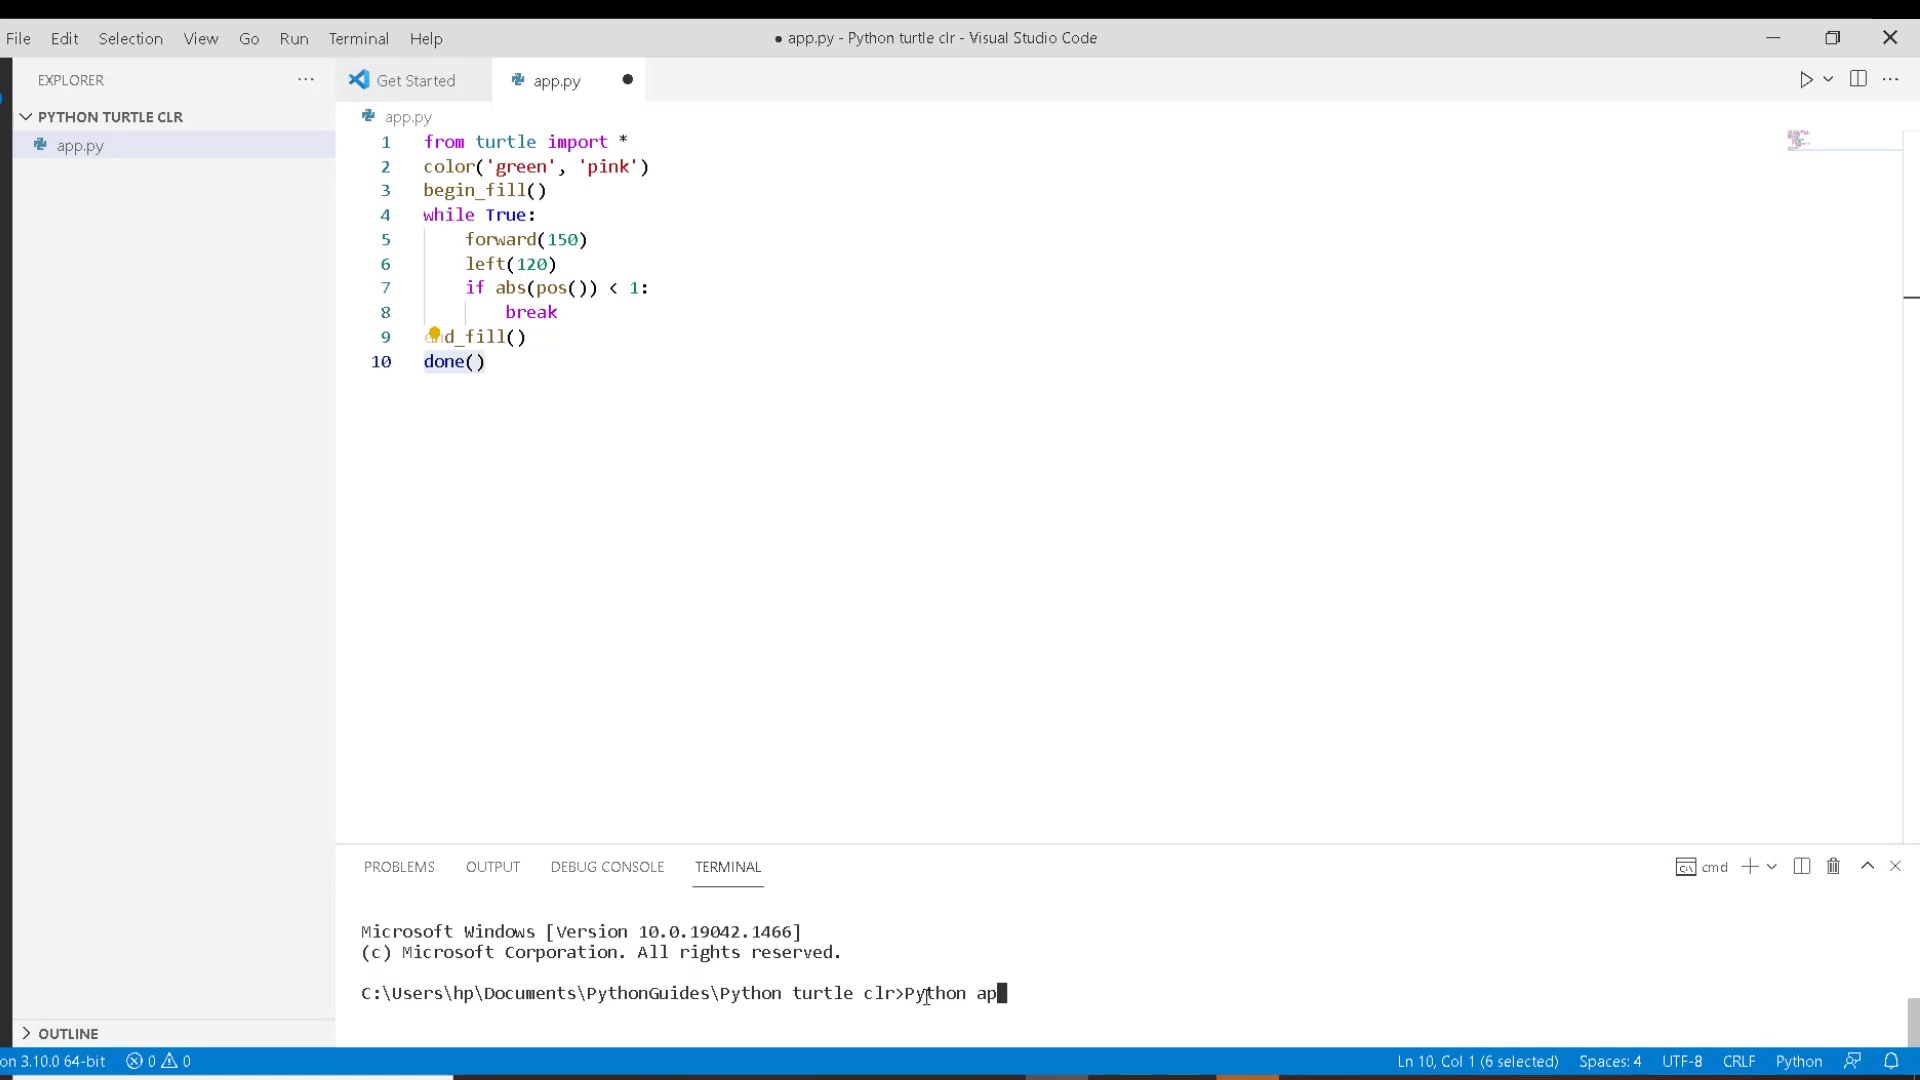 File Edit Selection View Go Run Terminal Help
● app.py - Python turtle clr - Visual Studio Code
EXPLORER
Get Started
app.py
PYTHON TURTLE CLR
app.py
app.py
1 from turtle import *
2 color('green', 'pink')
3 begin_fill()
4 while True:
5 forward(150)
6 left(120)
7 if abs(pos()) < 1:
8 break
9 end_fill()
10 done()
PROBLEMS OUTPUT DEBUG CONSOLE TERMINAL
cmd
Microsoft Windows [Version 10.0.19042.1466]
(c) Microsoft Corporation. All rights reserved.
C:\Users\hp\Documents\PythonGuides\Python turtle clr>Python ap
OUTLINE
on 3.10.0 64-bit 0 0 Ln 10, Col 1 (6 selected) Spaces: 4 UTF-8 CRLF Python